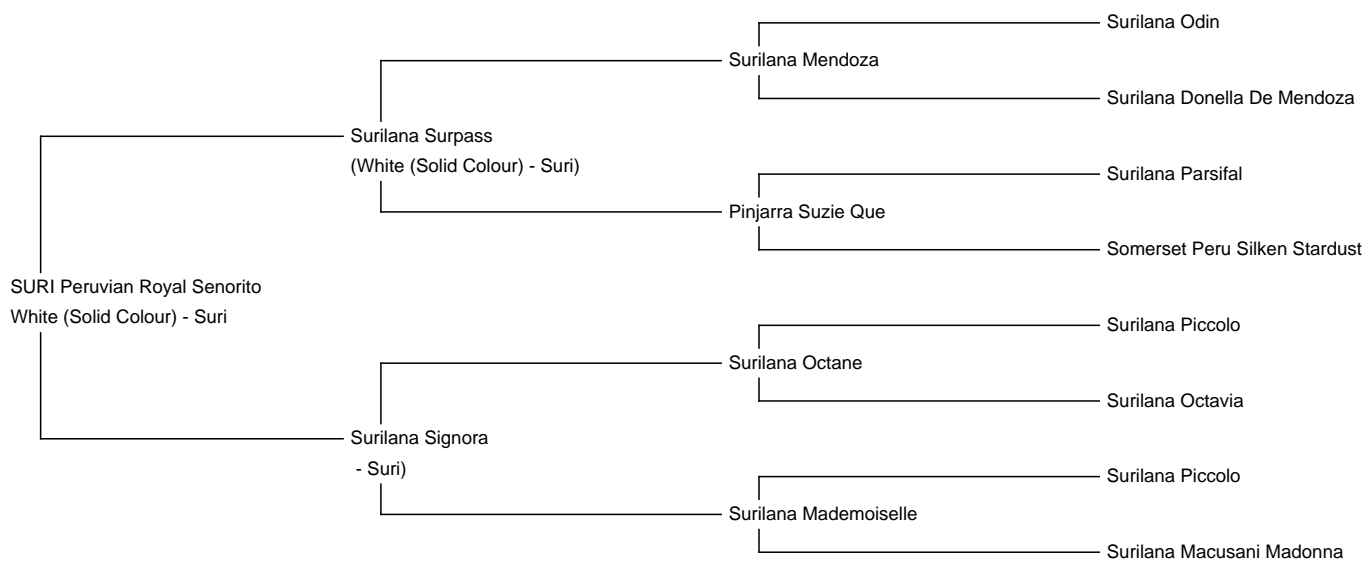 Surilana Odin
Surilana Mendoza
Surilana Donella De Mendoza
Surilana Surpass
(White (Solid Colour) - Suri)
Surilana Parsifal
Pinjarra Suzie Que
Somerset Peru Silken Stardust
SURI Peruvian Royal Senorito
White (Solid Colour) - Suri
Surilana Piccolo
Surilana Octane
Surilana Octavia
Surilana Signora
- Suri)
Surilana Piccolo
Surilana Mademoiselle
Surilana Macusani Madonna